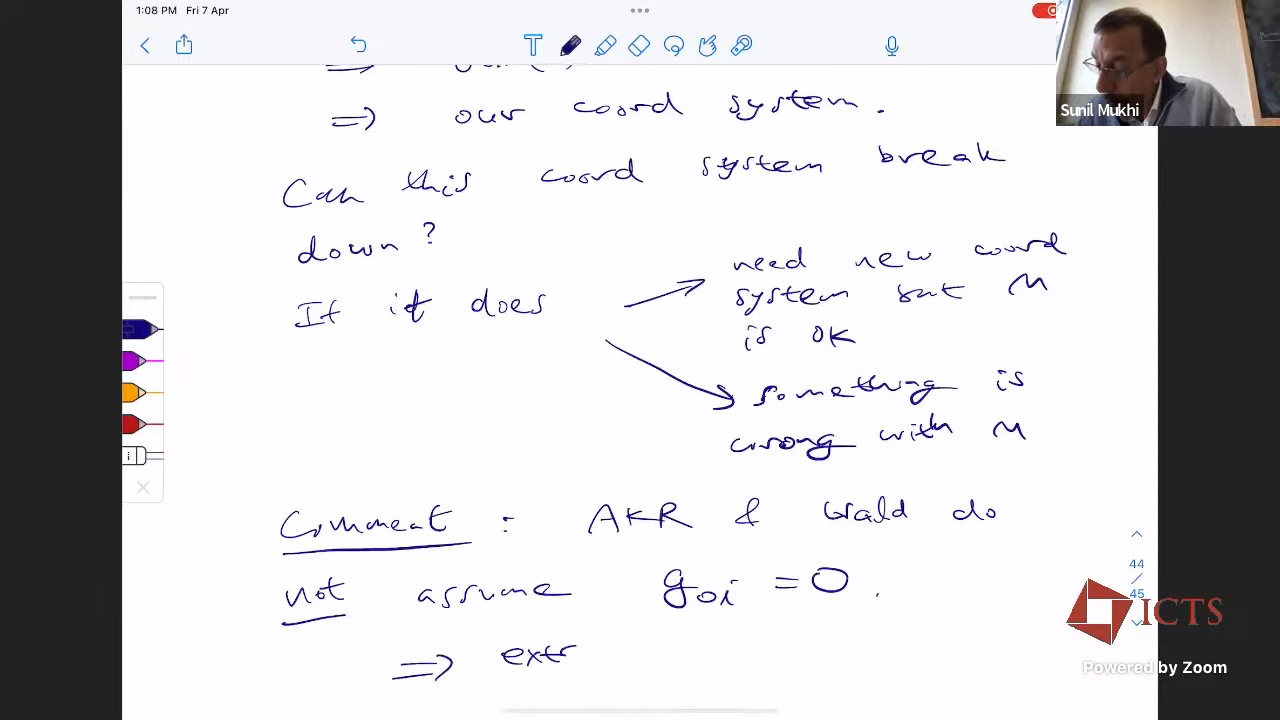 1:08 PM Fri 7 Apr
Sunil Mukhi
⇒ our coord system.
Can this coord system break
down?
If it does
need new coord
system but M
is OK
something is
wrong with M
Comment : AKR & Wald do
not assume g0i = 0.
⇒ extr
44
45
ICTS
Powered by Zoom